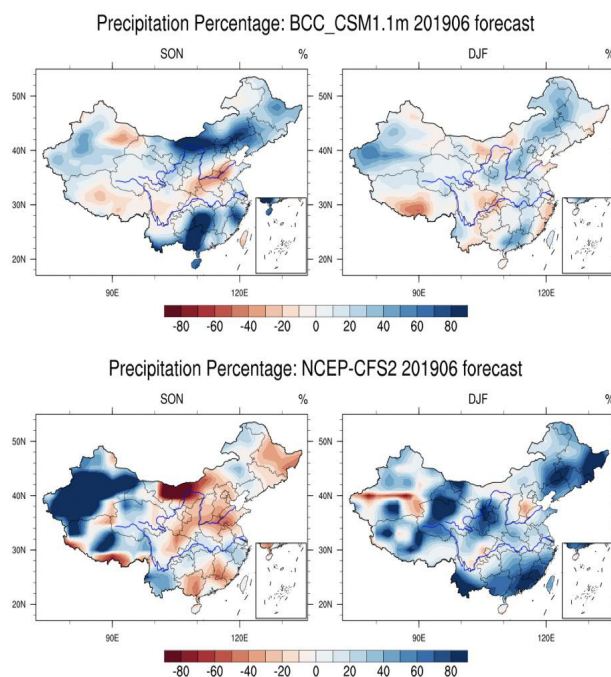 Precipitation Percentage: BCC_CSM1.1m 201906 forecast
SON % DJF %
50N 50N
40N 40N
30N 30N
20N 20N
90E 120E 90E 120E
-80 -60 -40 -20 0 20 40 60 80
Precipitation Percentage: NCEP-CFS2 201906 forecast
SON % DJF %
50N 50N
40N 40N
30N 30N
20N 20N
90E 120E 90E 120E
-80 -60 -40 -20 0 20 40 60 80